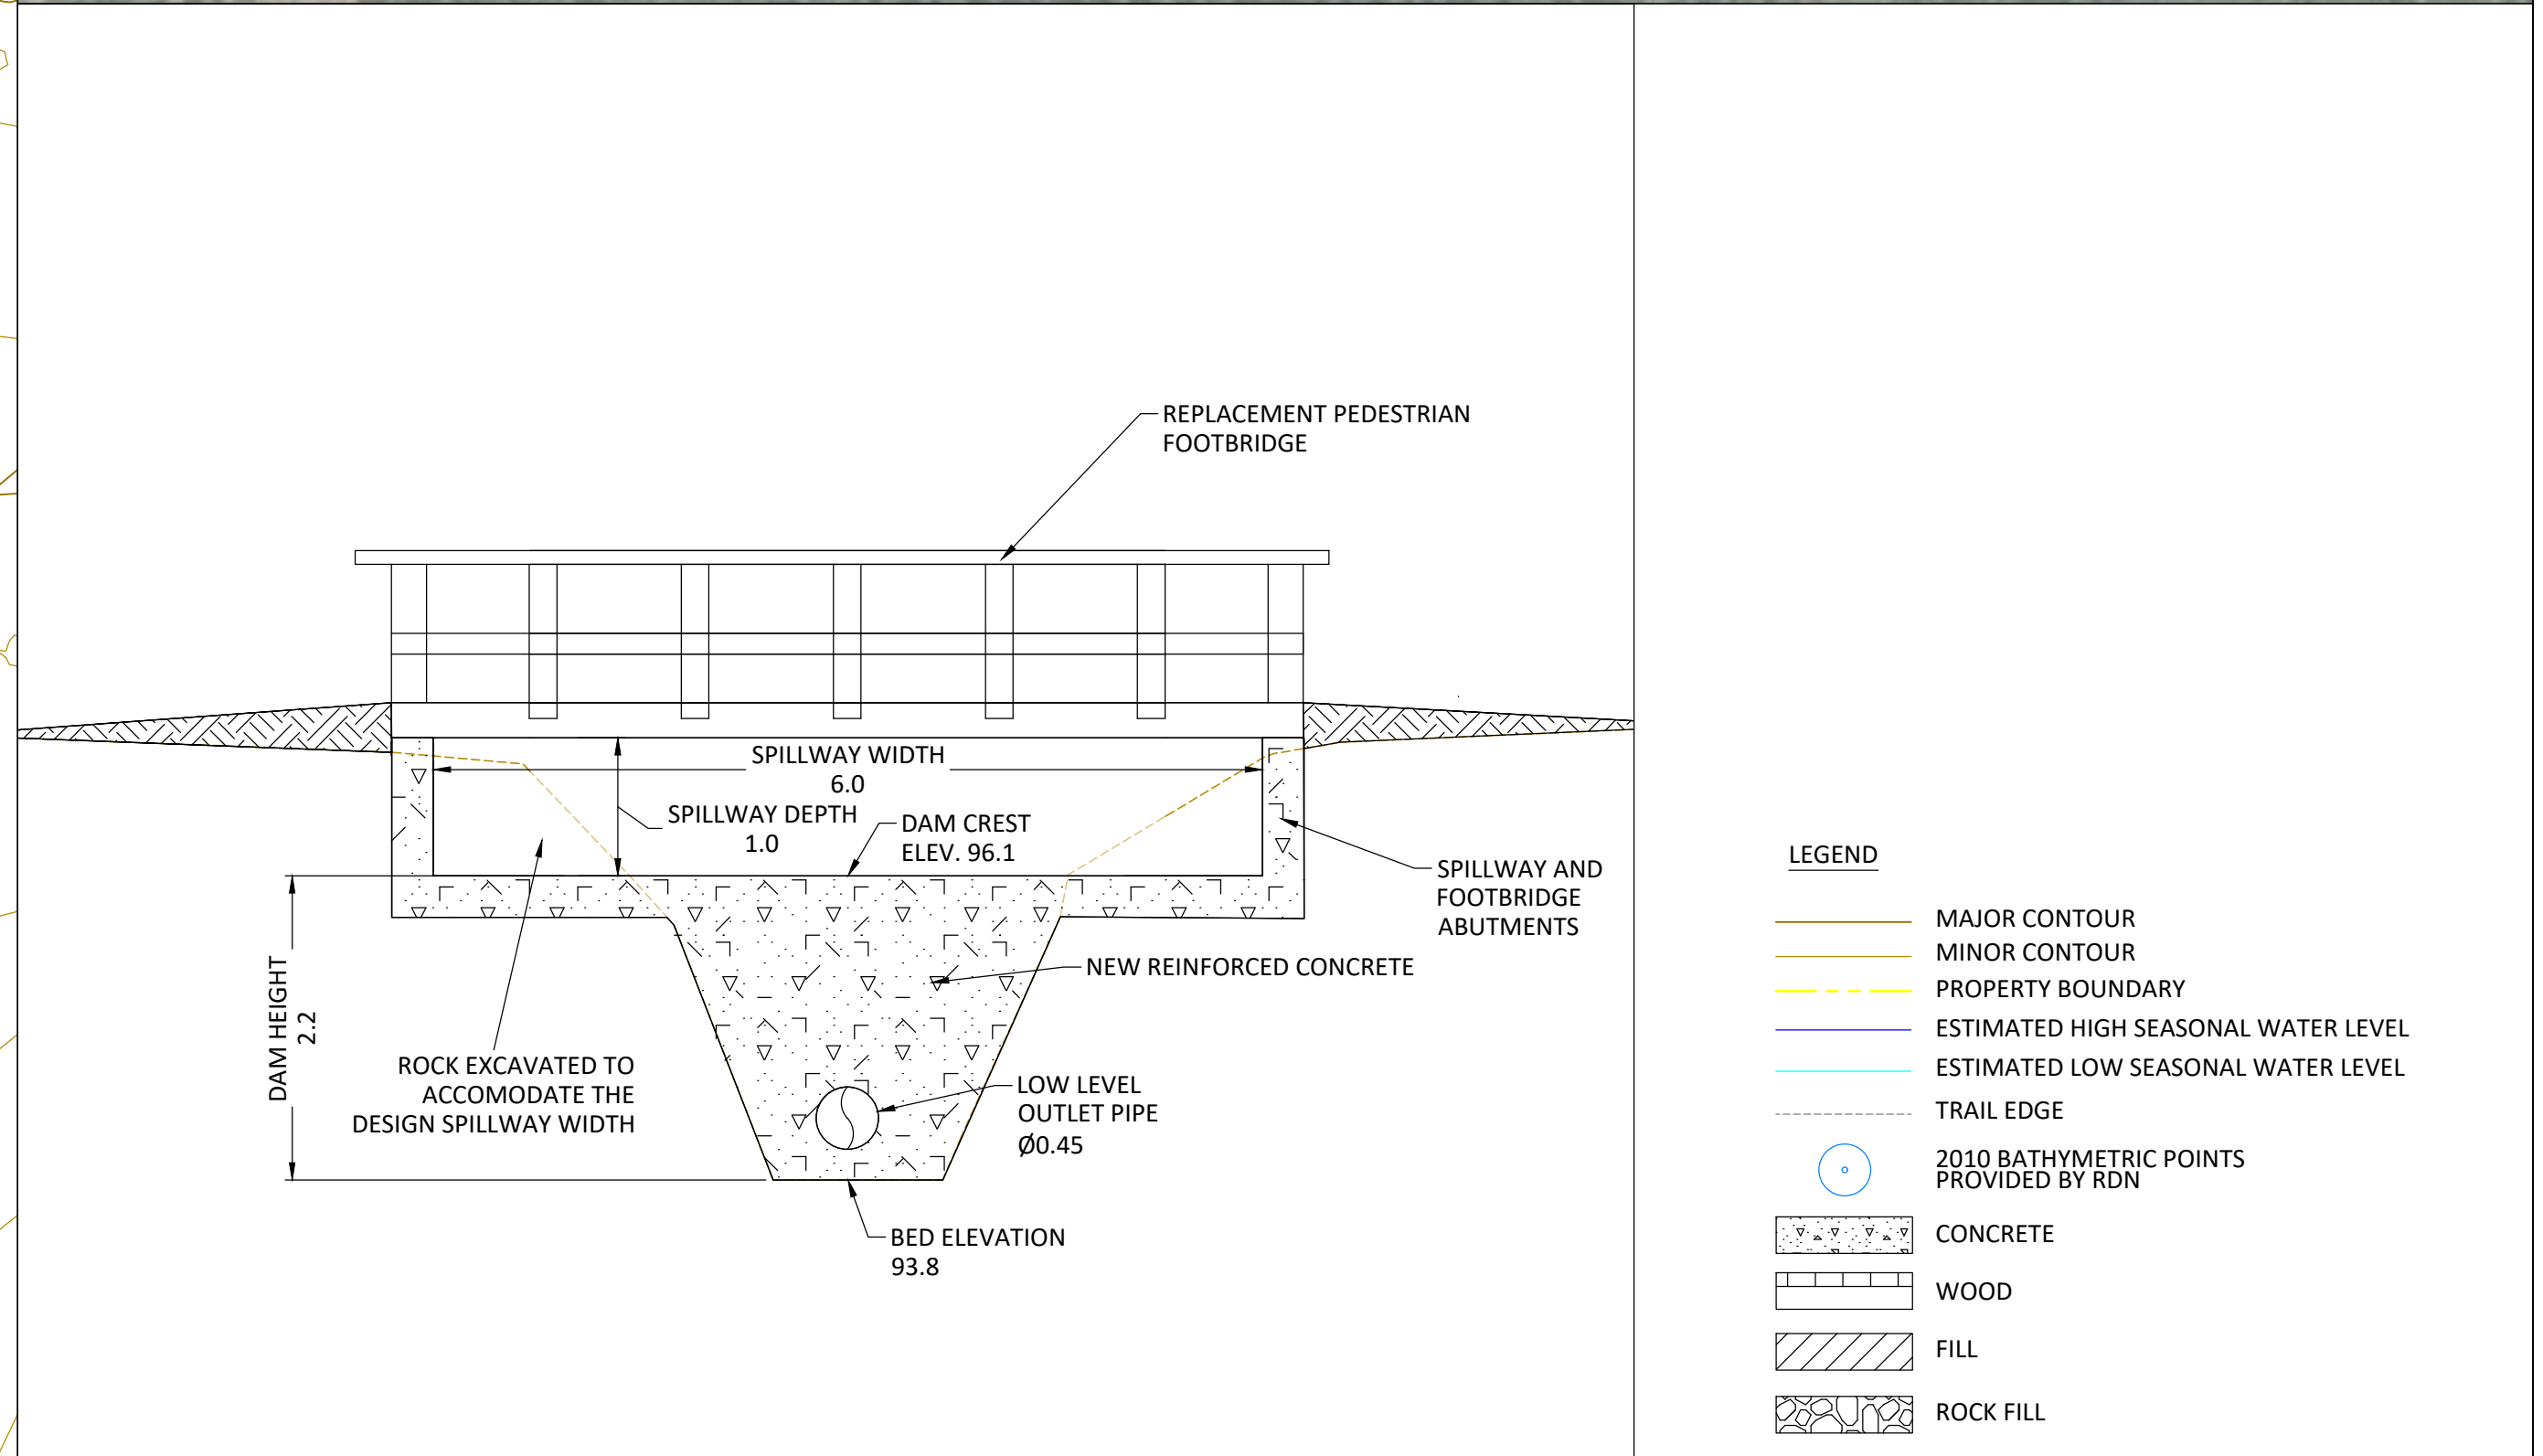 REPLACEMENT PEDESTRIAN
FOOTBRIDGE
SPILLWAY WIDTH
6.0
SPILLWAY DEPTH
1.0
DAM CREST
ELEV. 96.1
SPILLWAY AND
FOOTBRIDGE
ABUTMENTS
NEW REINFORCED CONCRETE
DAM HEIGHT
2.2
ROCK EXCAVATED TO
ACCOMODATE THE
DESIGN SPILLWAY WIDTH
LOW LEVEL
OUTLET PIPE
Ø0.45
BED ELEVATION
93.8
LEGEND
MAJOR CONTOUR
MINOR CONTOUR
PROPERTY BOUNDARY
ESTIMATED HIGH SEASONAL WATER LEVEL
ESTIMATED LOW SEASONAL WATER LEVEL
TRAIL EDGE
2010 BATHYMETRIC POINTS
PROVIDED BY RDN
CONCRETE
WOOD
FILL
ROCK FILL